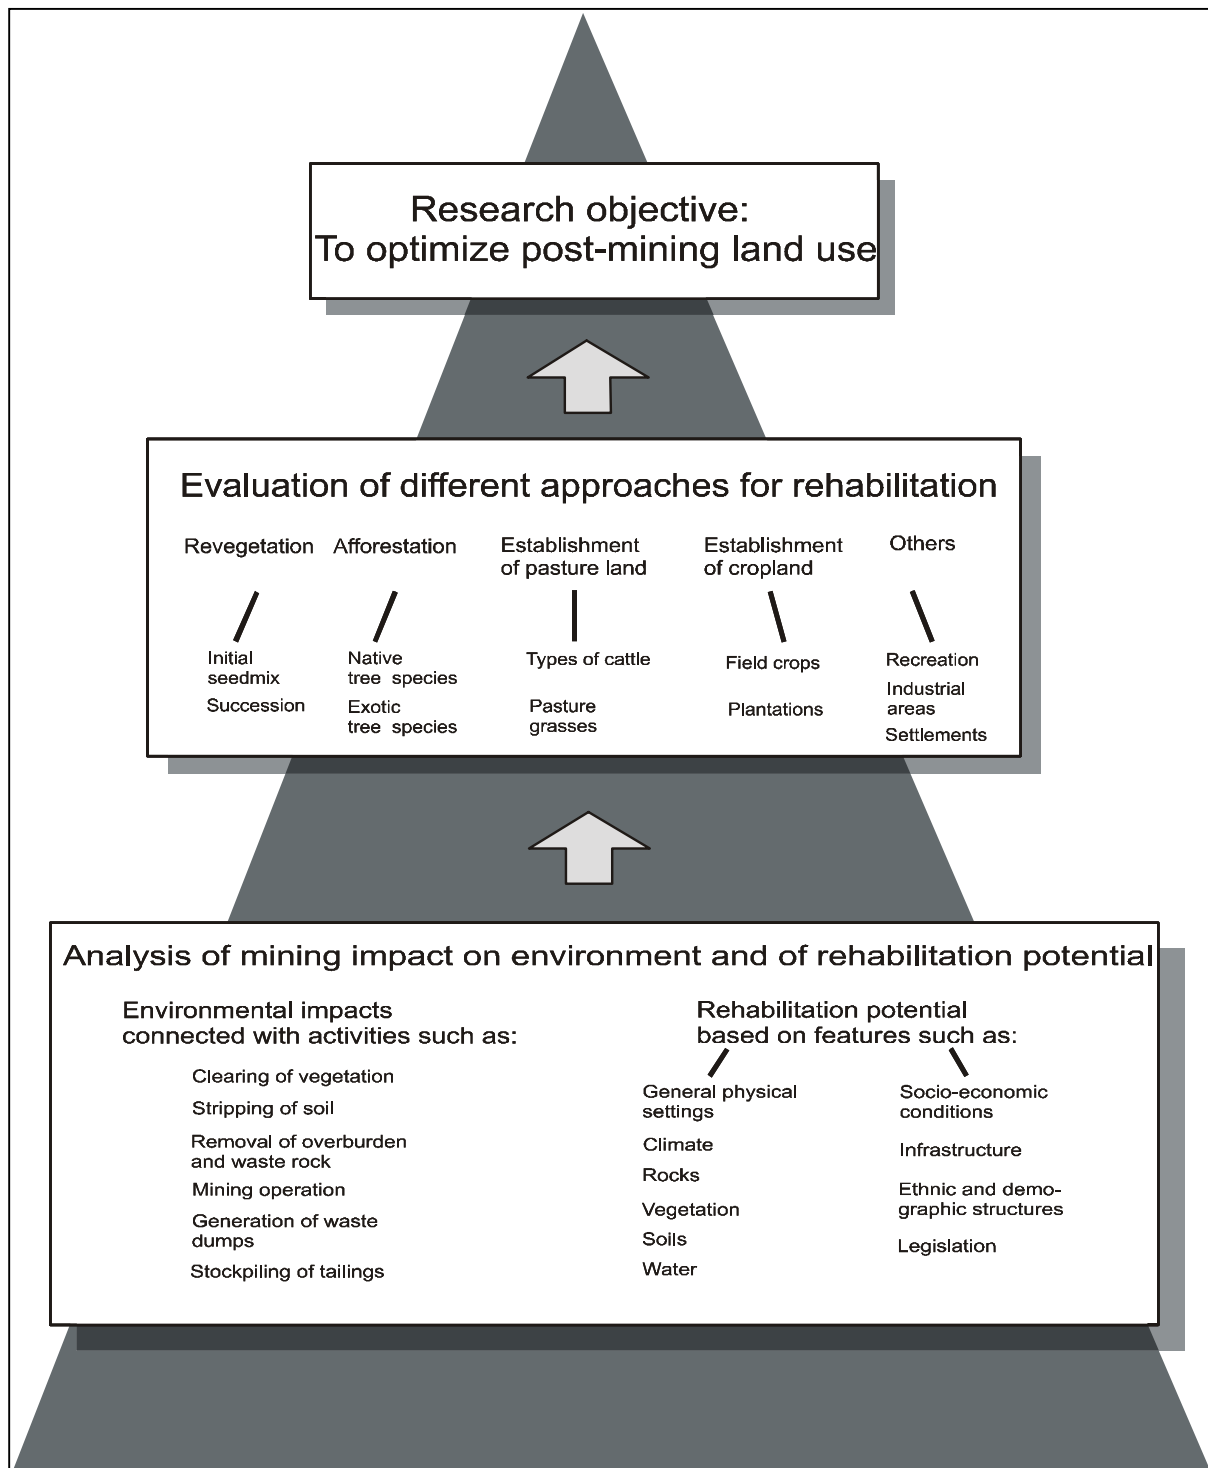 Research objective:
To optimize post-mining land use
Evaluation of different approaches for rehabilitation
Revegetation
Initial
seedmix
Succession
Afforestation
Native
tree species
Exotic
tree species
Establishment
of pasture land
Types of cattle
Pasture
grasses
Establishment
of cropland
Field crops
Plantations
Others
Recreation
Industrial
areas
Settlements
Analysis of mining impact on environment and of rehabilitation potential
Environmental impacts
connected with activities such as:
Clearing of vegetation
Stripping of soil
Removal of overburden
and waste rock
Mining operation
Generation of waste
dumps
Stockpiling of tailings
Rehabilitation potential
based on features such as:
General physical
settings
Climate
Rocks
Vegetation
Soils
Water
Socio-economic
conditions
Infrastructure
Ethnic and demo-
graphic structures
Legislation